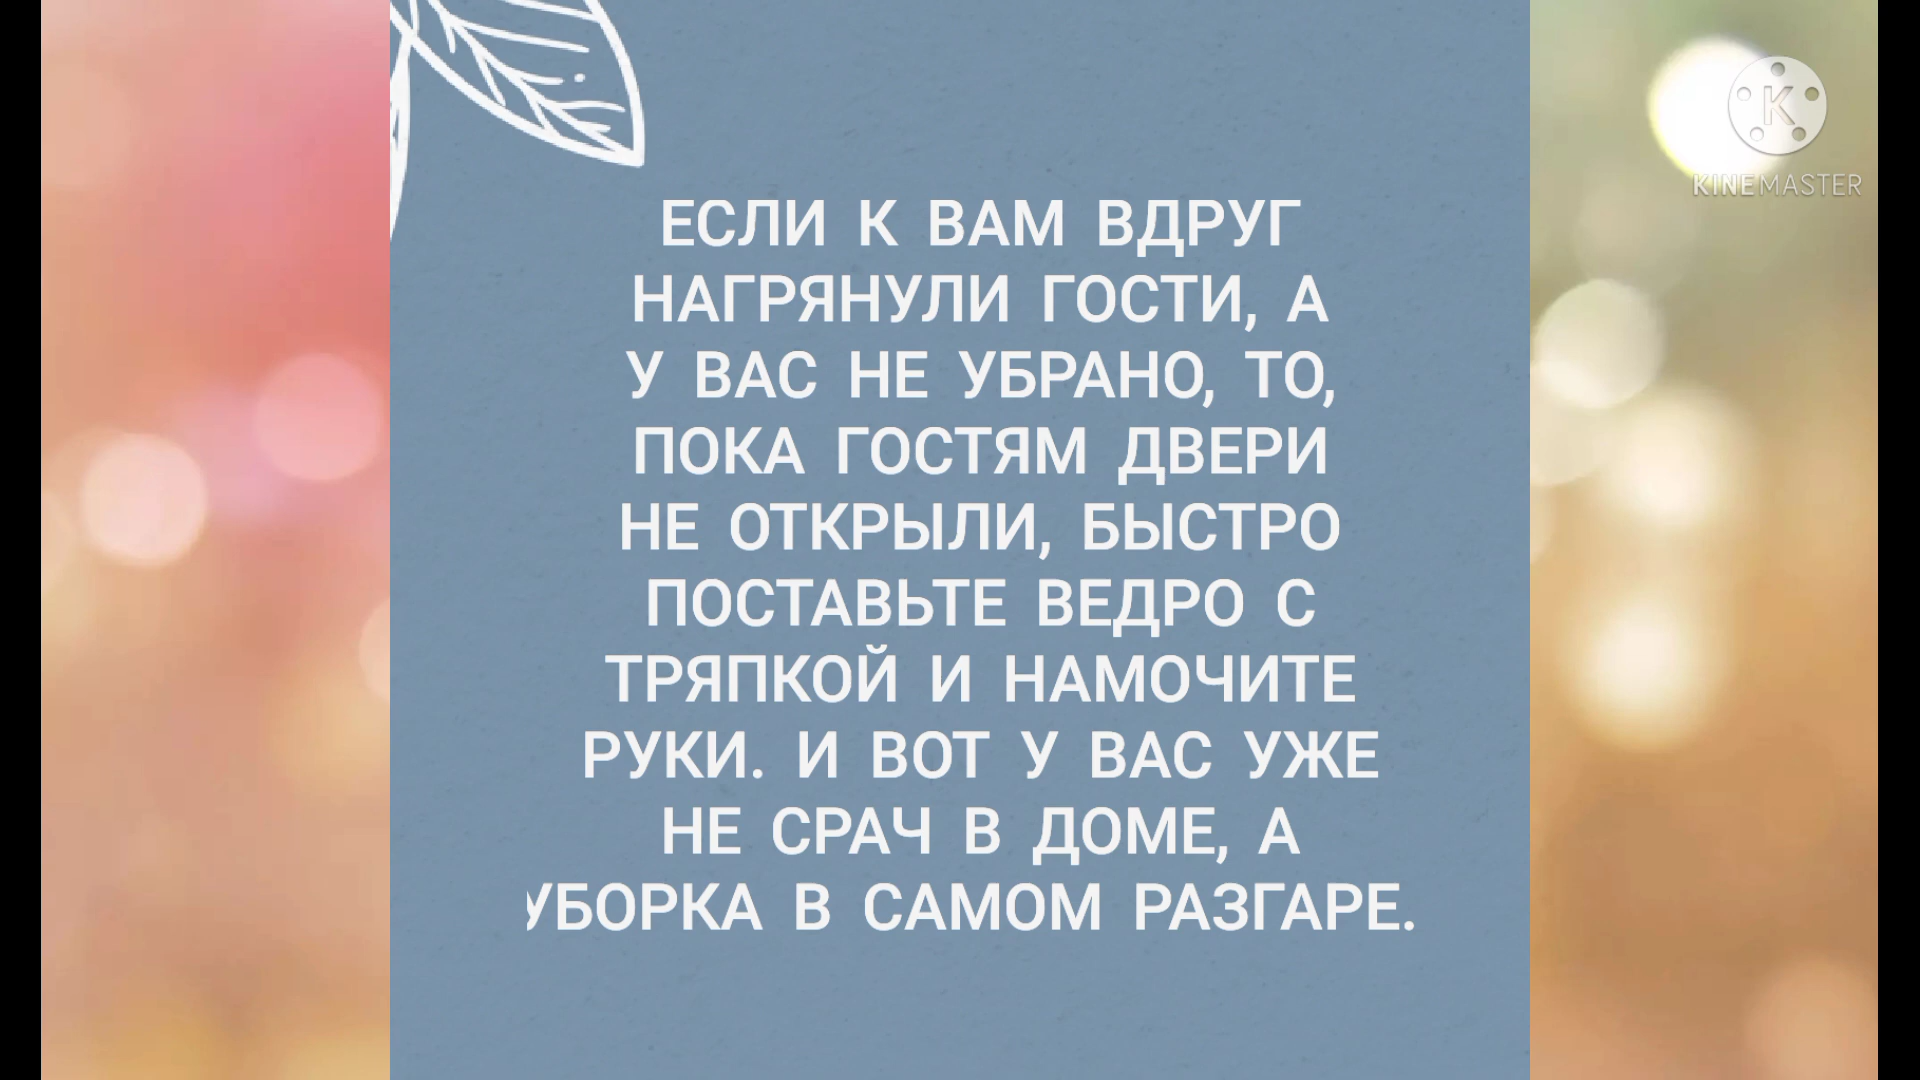 ЕСЛИ К ВАМ ВДРУГ
НАГРЯНУЛИ ГОСТИ, А
У ВАС НЕ УБРАНО, ТО,
ПОКА ГОСТЯМ ДВЕРИ
НЕ ОТКРЫЛИ, БЫСТРО
ПОСТАВЬТЕ ВЕДРО С
ТРЯПКОЙ И НАМОЧИТЕ
РУКИ. И ВОТ У ВАС УЖЕ
НЕ СРАЧ В ДОМЕ, А
УБОРКА В САМОМ РАЗГАРЕ.
K
KINEMASTER